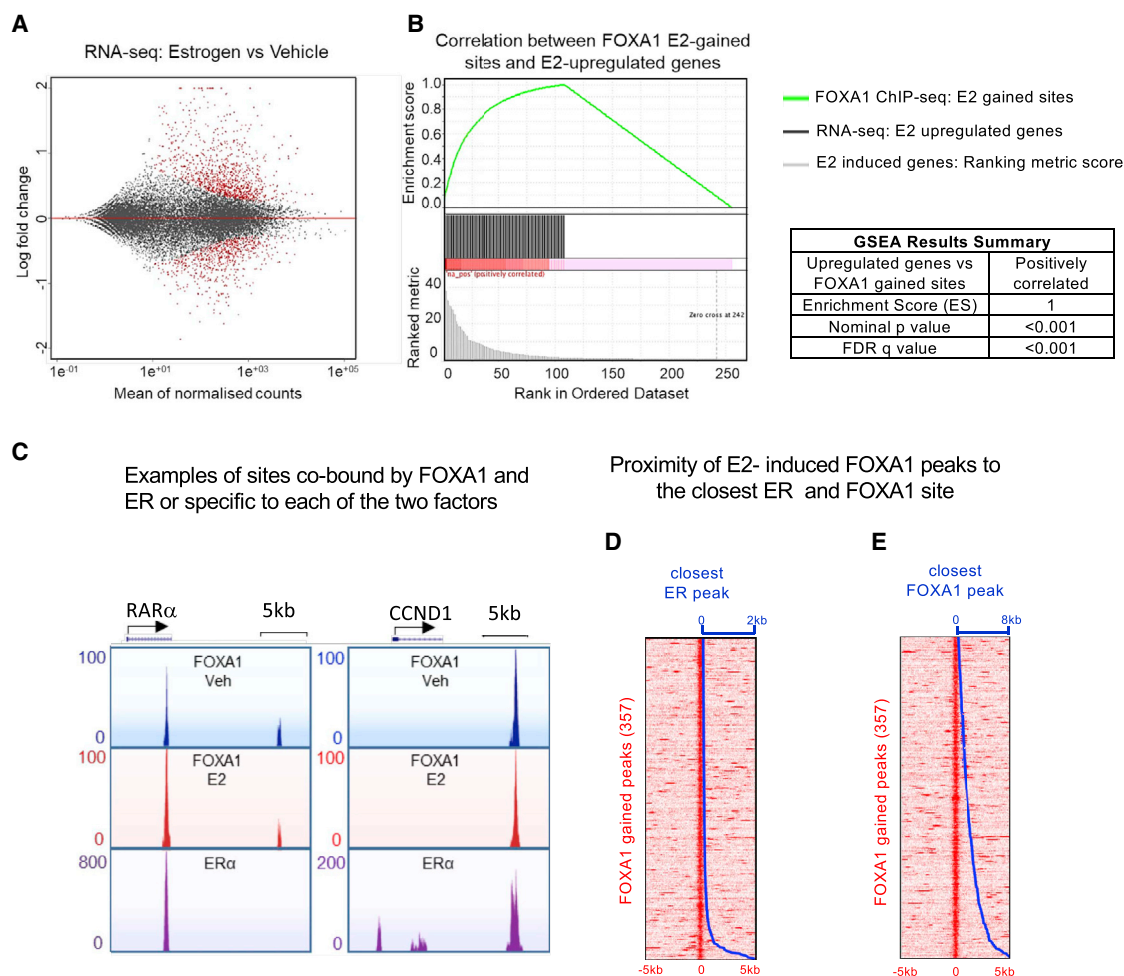 A
RNA-seq: Estrogen vs Vehicle
Log fold change
2
1
0
-1
-2
1e⁻⁰¹
1e⁺⁰¹
1e⁺⁰³
1e⁺⁰⁵
Mean of normalised counts
B
Correlation between FOXA1 E2-gained
sites and E2-upregulated genes
Enrichment score
1.0
0.8
0.6
0.4
0.2
0.0
'na_pos' (positively correlated)
Ranked metric
40
20
0
Zero cross at 242
0
50
100
150
200
250
Rank in Ordered Dataset
FOXA1 ChIP-seq: E2 gained sites
RNA-seq: E2 upregulated genes
E2 induced genes: Ranking metric score
GSEA Results Summary
Upregulated genes vs FOXA1 gained sites
Positively correlated
Enrichment Score (ES) 1
Nominal p value <0.001
FDR q value <0.001
C
Examples of sites co-bound by FOXA1 and
ER or specific to each of the two factors
RARα
5kb
CCND1
5kb
100
FOXA1
Veh
0
100
FOXA1
Veh
0
100
FOXA1
E2
0
100
FOXA1
E2
0
800
ERα
0
200
ERα
0
Proximity of E2- induced FOXA1 peaks to
the closest ER and FOXA1 site
D
closest
ER peak
0 2kb
FOXA1 gained peaks (357)
-5kb 0 5kb
E
closest
FOXA1 peak
0 8kb
FOXA1 gained peaks (357)
-5kb 0 5kb